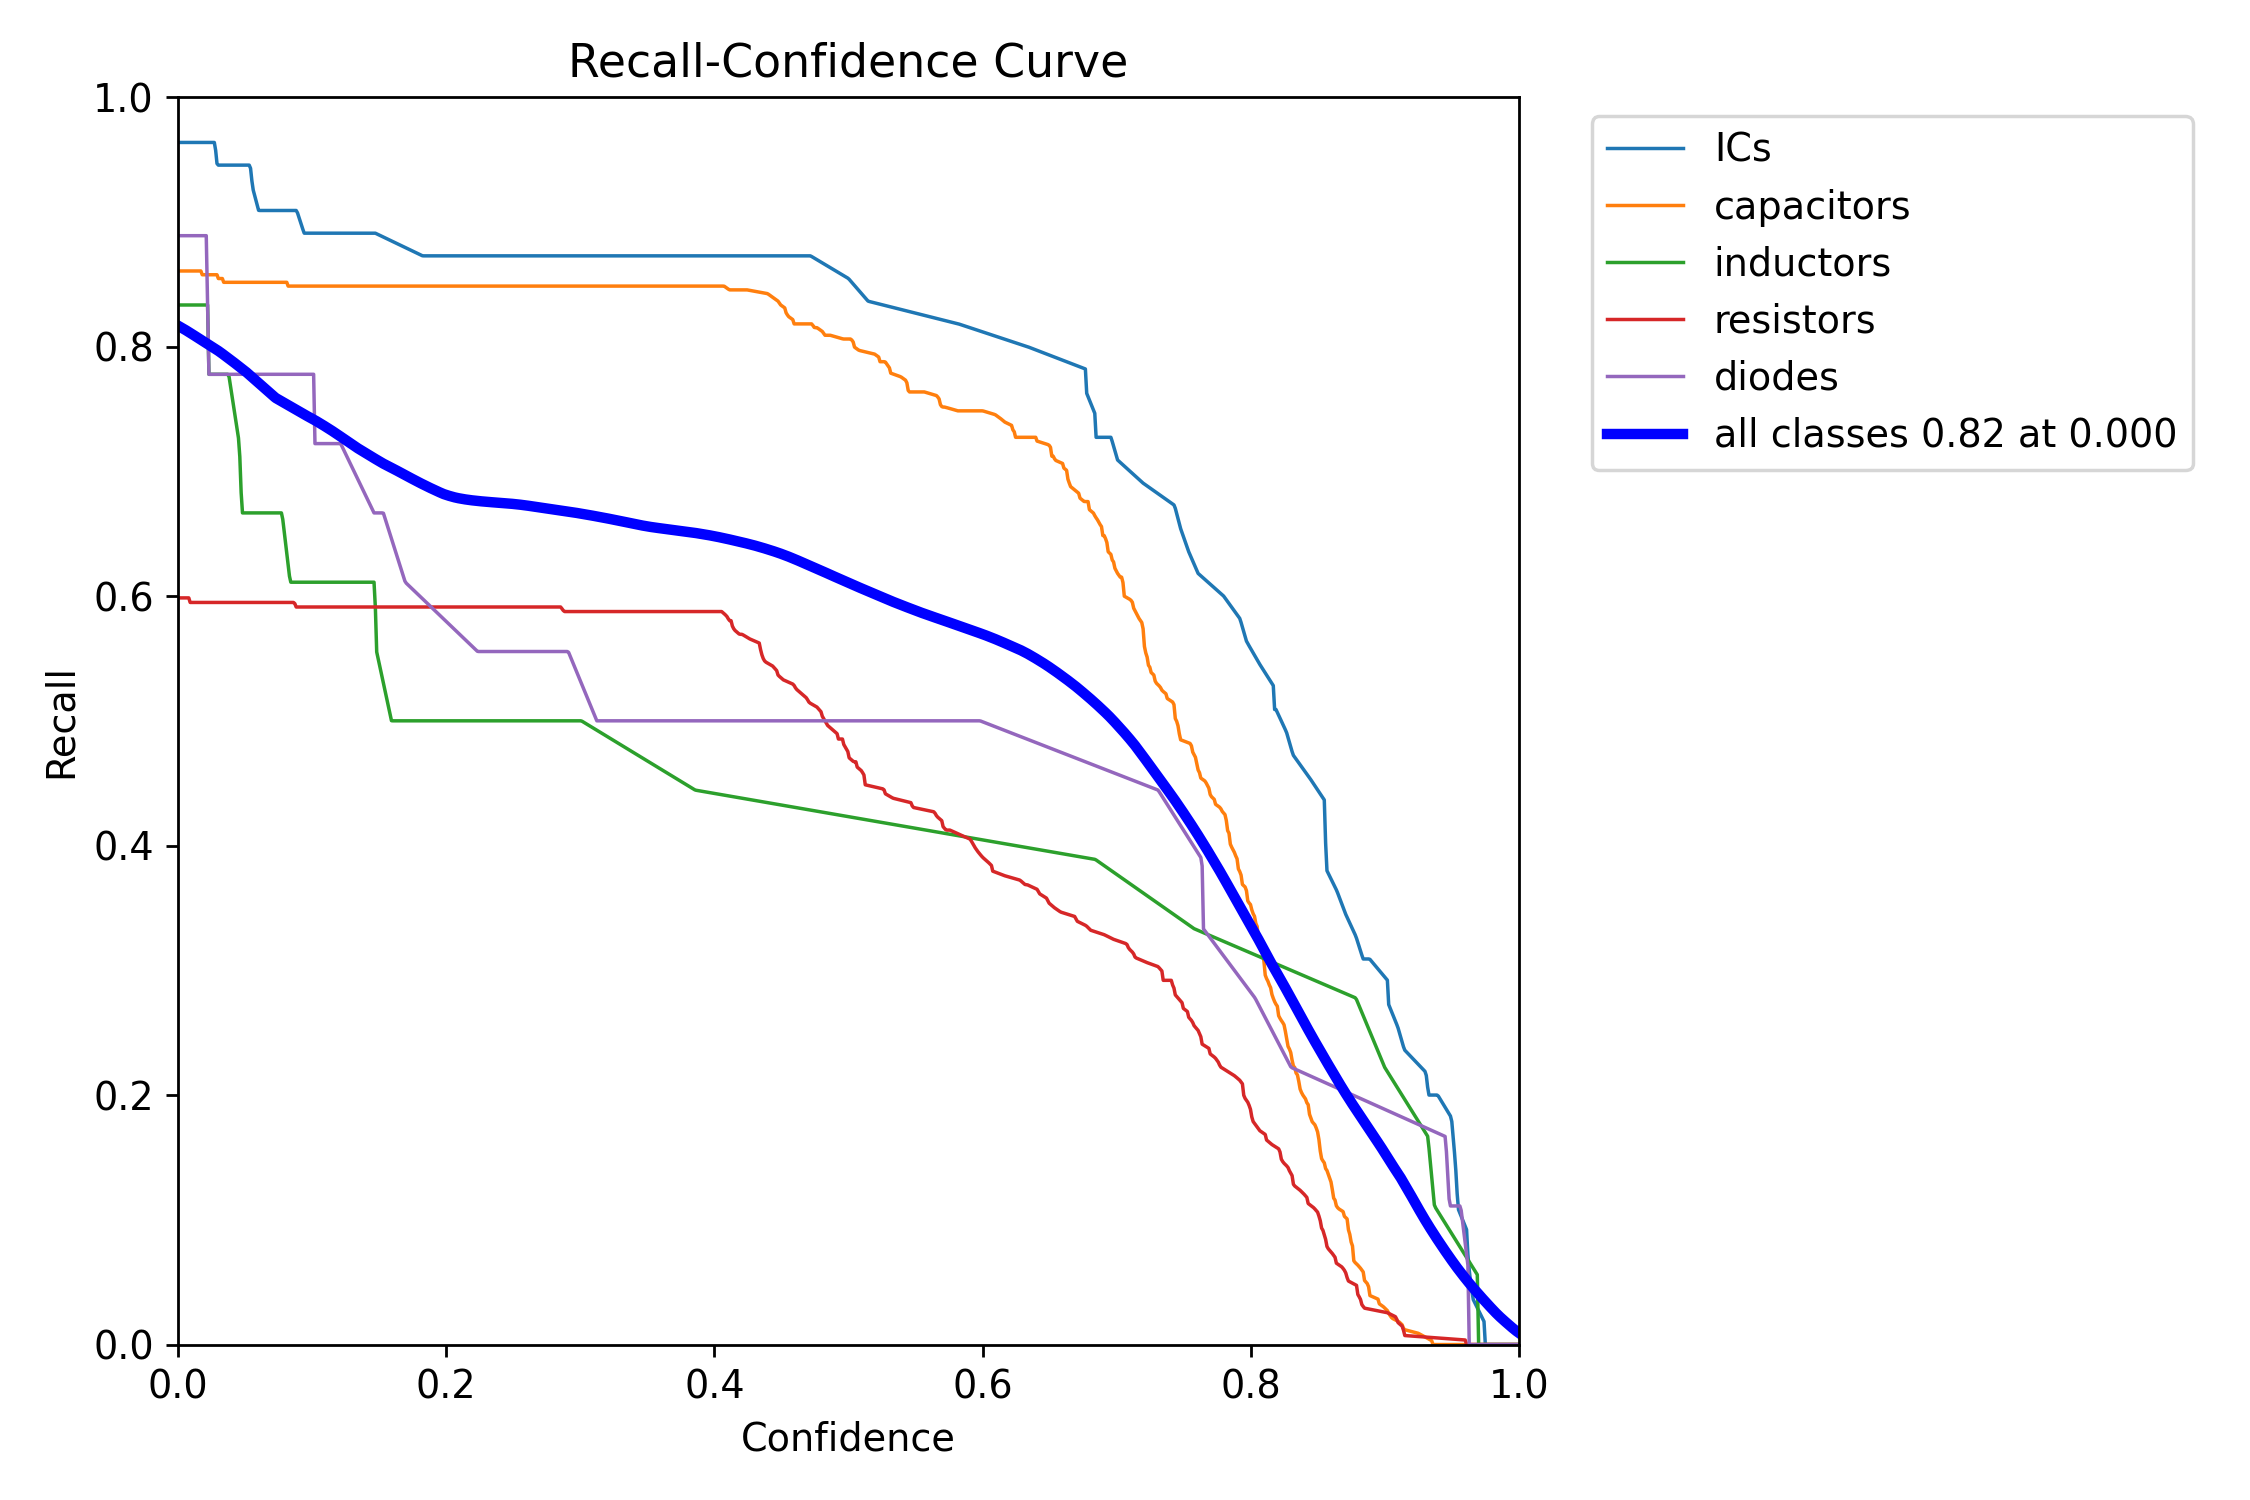 Recall-Confidence Curve
1.0
0.8
0.6
0.4
0.2
0.0
Recall
0.0 0.2 0.4 0.6 0.8 1.0
Confidence
ICs
capacitors
inductors
resistors
diodes
all classes 0.82 at 0.000